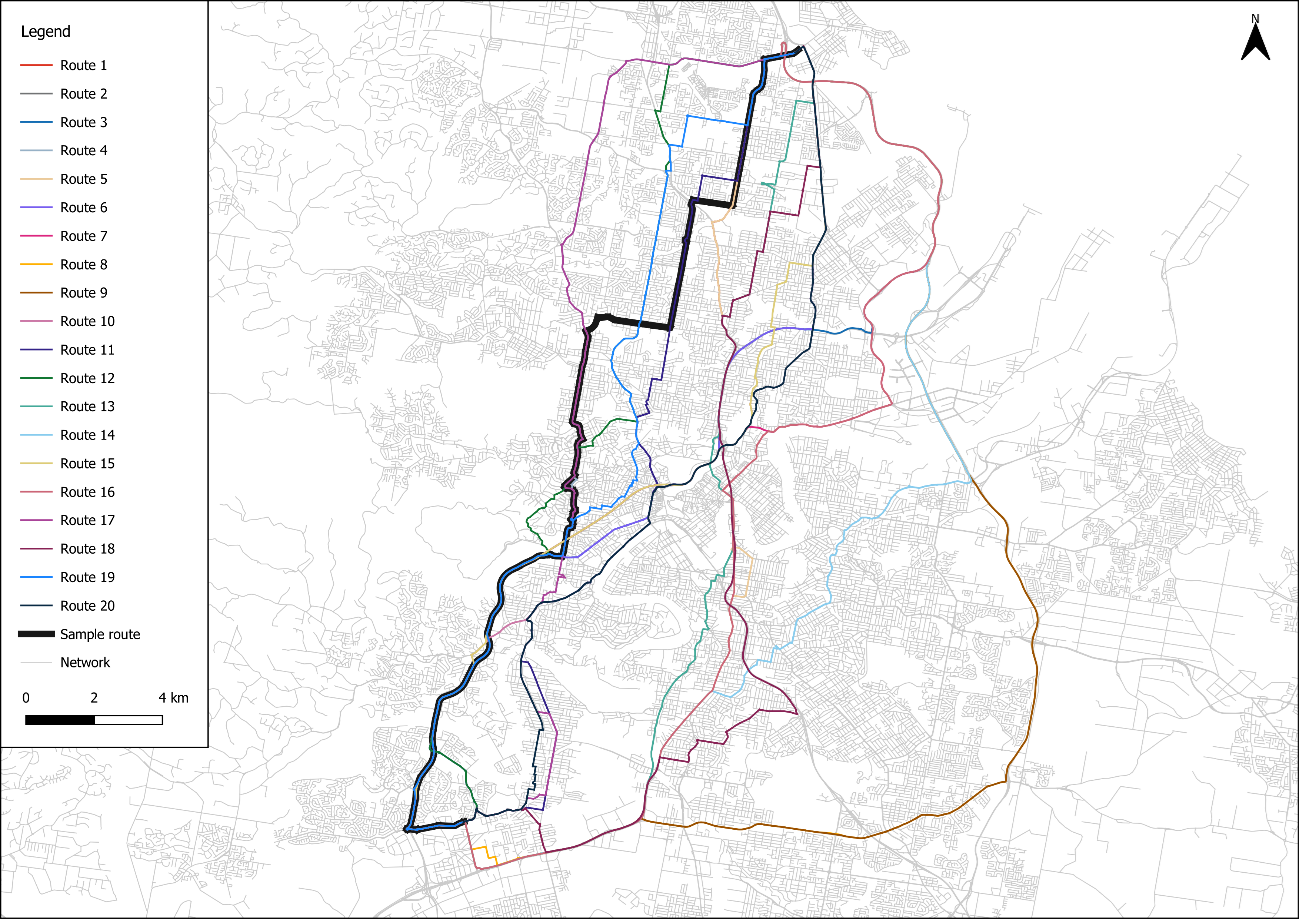 Legend
Route 1
Route 2
Route 3
Route 4
Route 5
Route 6
Route 7
Route 8
Route 9
Route 10
Route 11
Route 12
Route 13
Route 14
Route 15
Route 16
Route 17
Route 18
Route 19
Route 20
Sample route
Network
0 2 4 km
N